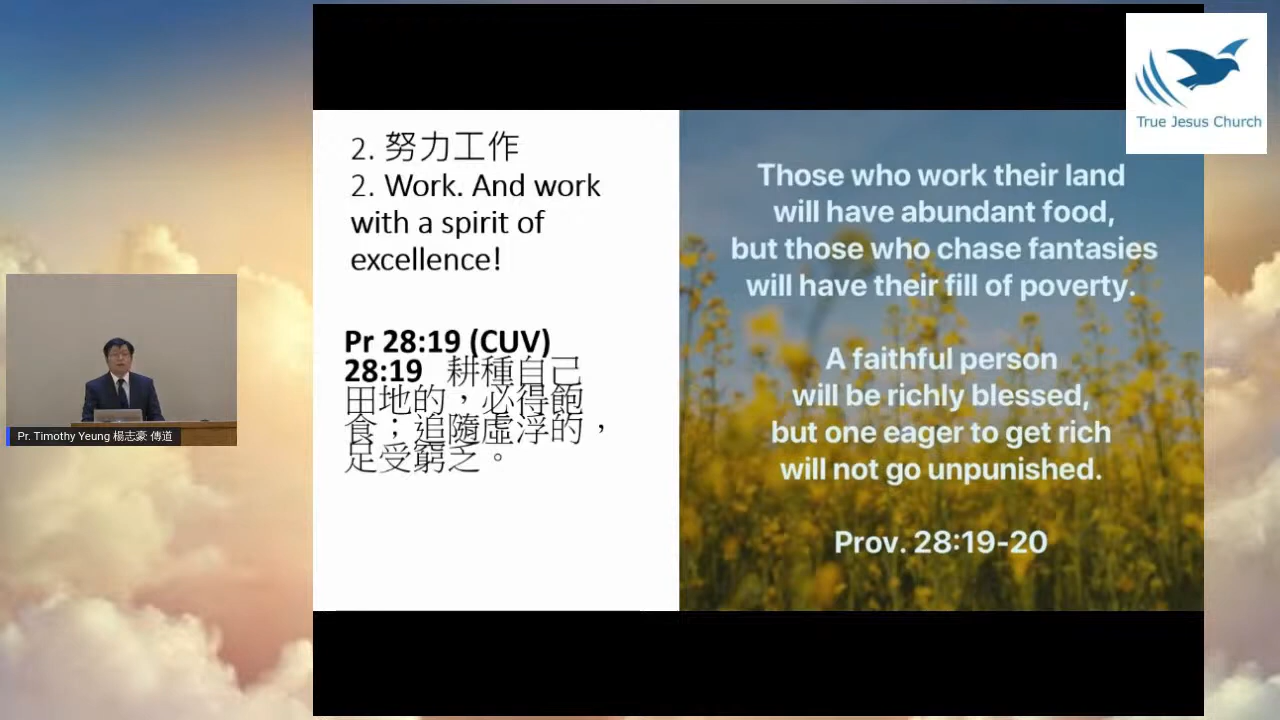 2. 努力工作
2. Work. And work
with a spirit of
excellence!
Pr 28:19 (CUV)
28:19 耕種自己
田地的，必得飽
食；追隨虛浮的，
足受窮乏。
Those who work their land
will have abundant food,
but those who chase fantasies
will have their fill of poverty.
A faithful person
will be richly blessed,
but one eager to get rich
will not go unpunished.
Prov. 28:19-20
True Jesus Church
Pr. Timothy Yeung 楊志豪 傳道